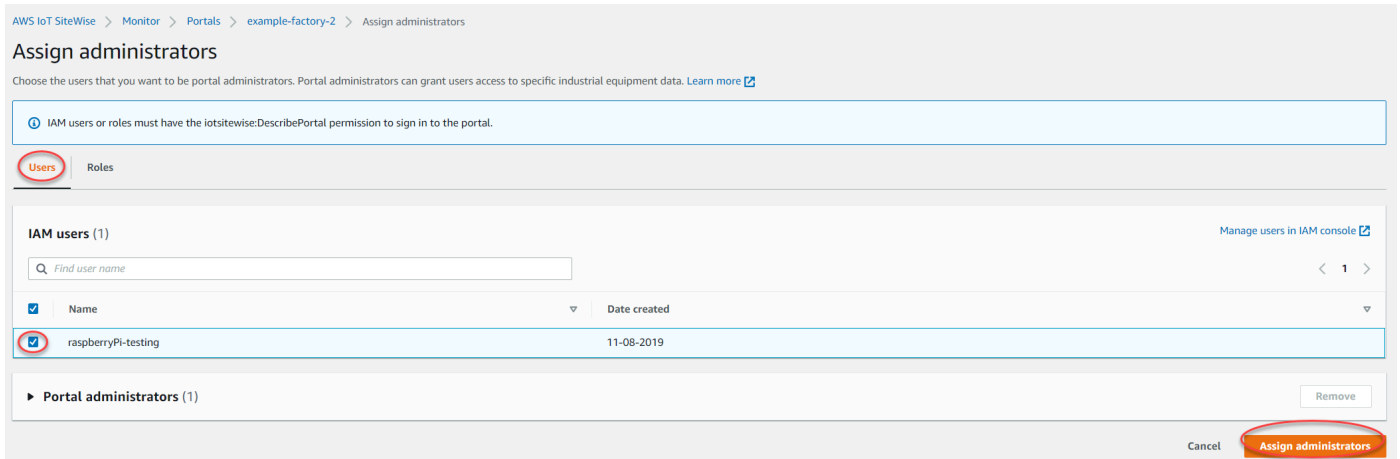 AWS IoT SiteWise > Monitor > Portals > example-factory-2 > Assign administrators
Assign administrators
Choose the users that you want to be portal administrators. Portal administrators can grant users access to specific industrial equipment data. Learn more
IAM users or roles must have the iotsitewise:DescribePortal permission to sign in to the portal.
Users Roles
IAM users (1) Manage users in IAM console
Find user name < 1 >
Name Date created
raspberryPi-testing 11-08-2019
Portal administrators (1) Remove
Cancel Assign administrators